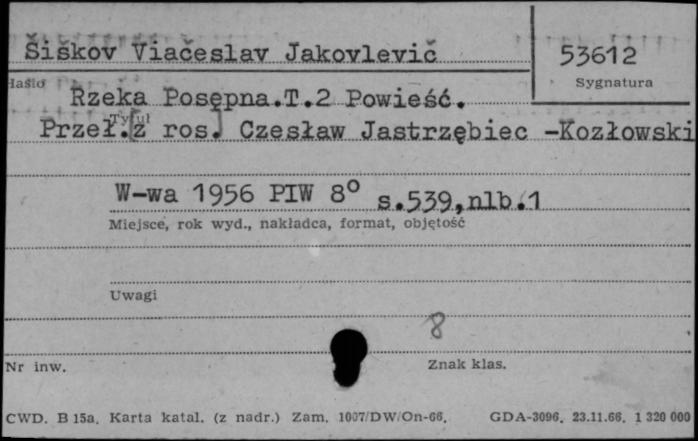 Šiškov Viačeslav Jakovlevič 53612
Hasło Sygnatura
Rzeka Posępna.T.2 Powieść.
Tytuł
Przeł.[z ros.] Czesław Jastrzębiec -Kozłowski
W-wa 1956 PIW 8° s.539,nlb.1
Miejsce, rok wyd., nakładca, format, objętość
Uwagi
8
Nr inw. Znak klas.
CWD. B 15a. Karta katal. (z nadr.) Zam. 1007/DW/On-66. GDA-3096. 23.11.66. 1 320 000